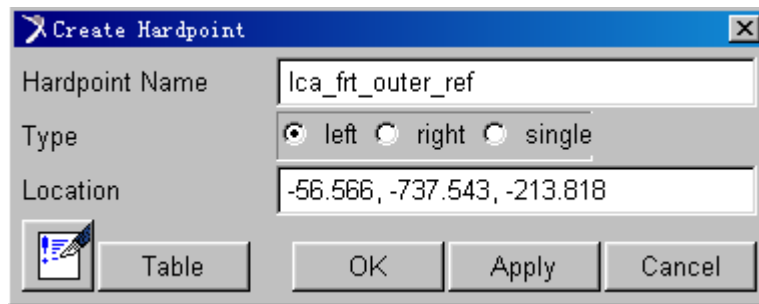 Create Hardpoint
Hardpoint Name lca_frt_outer_ref
Type left right single
Location -56.566, -737.543, -213.818
Table OK Apply Cancel